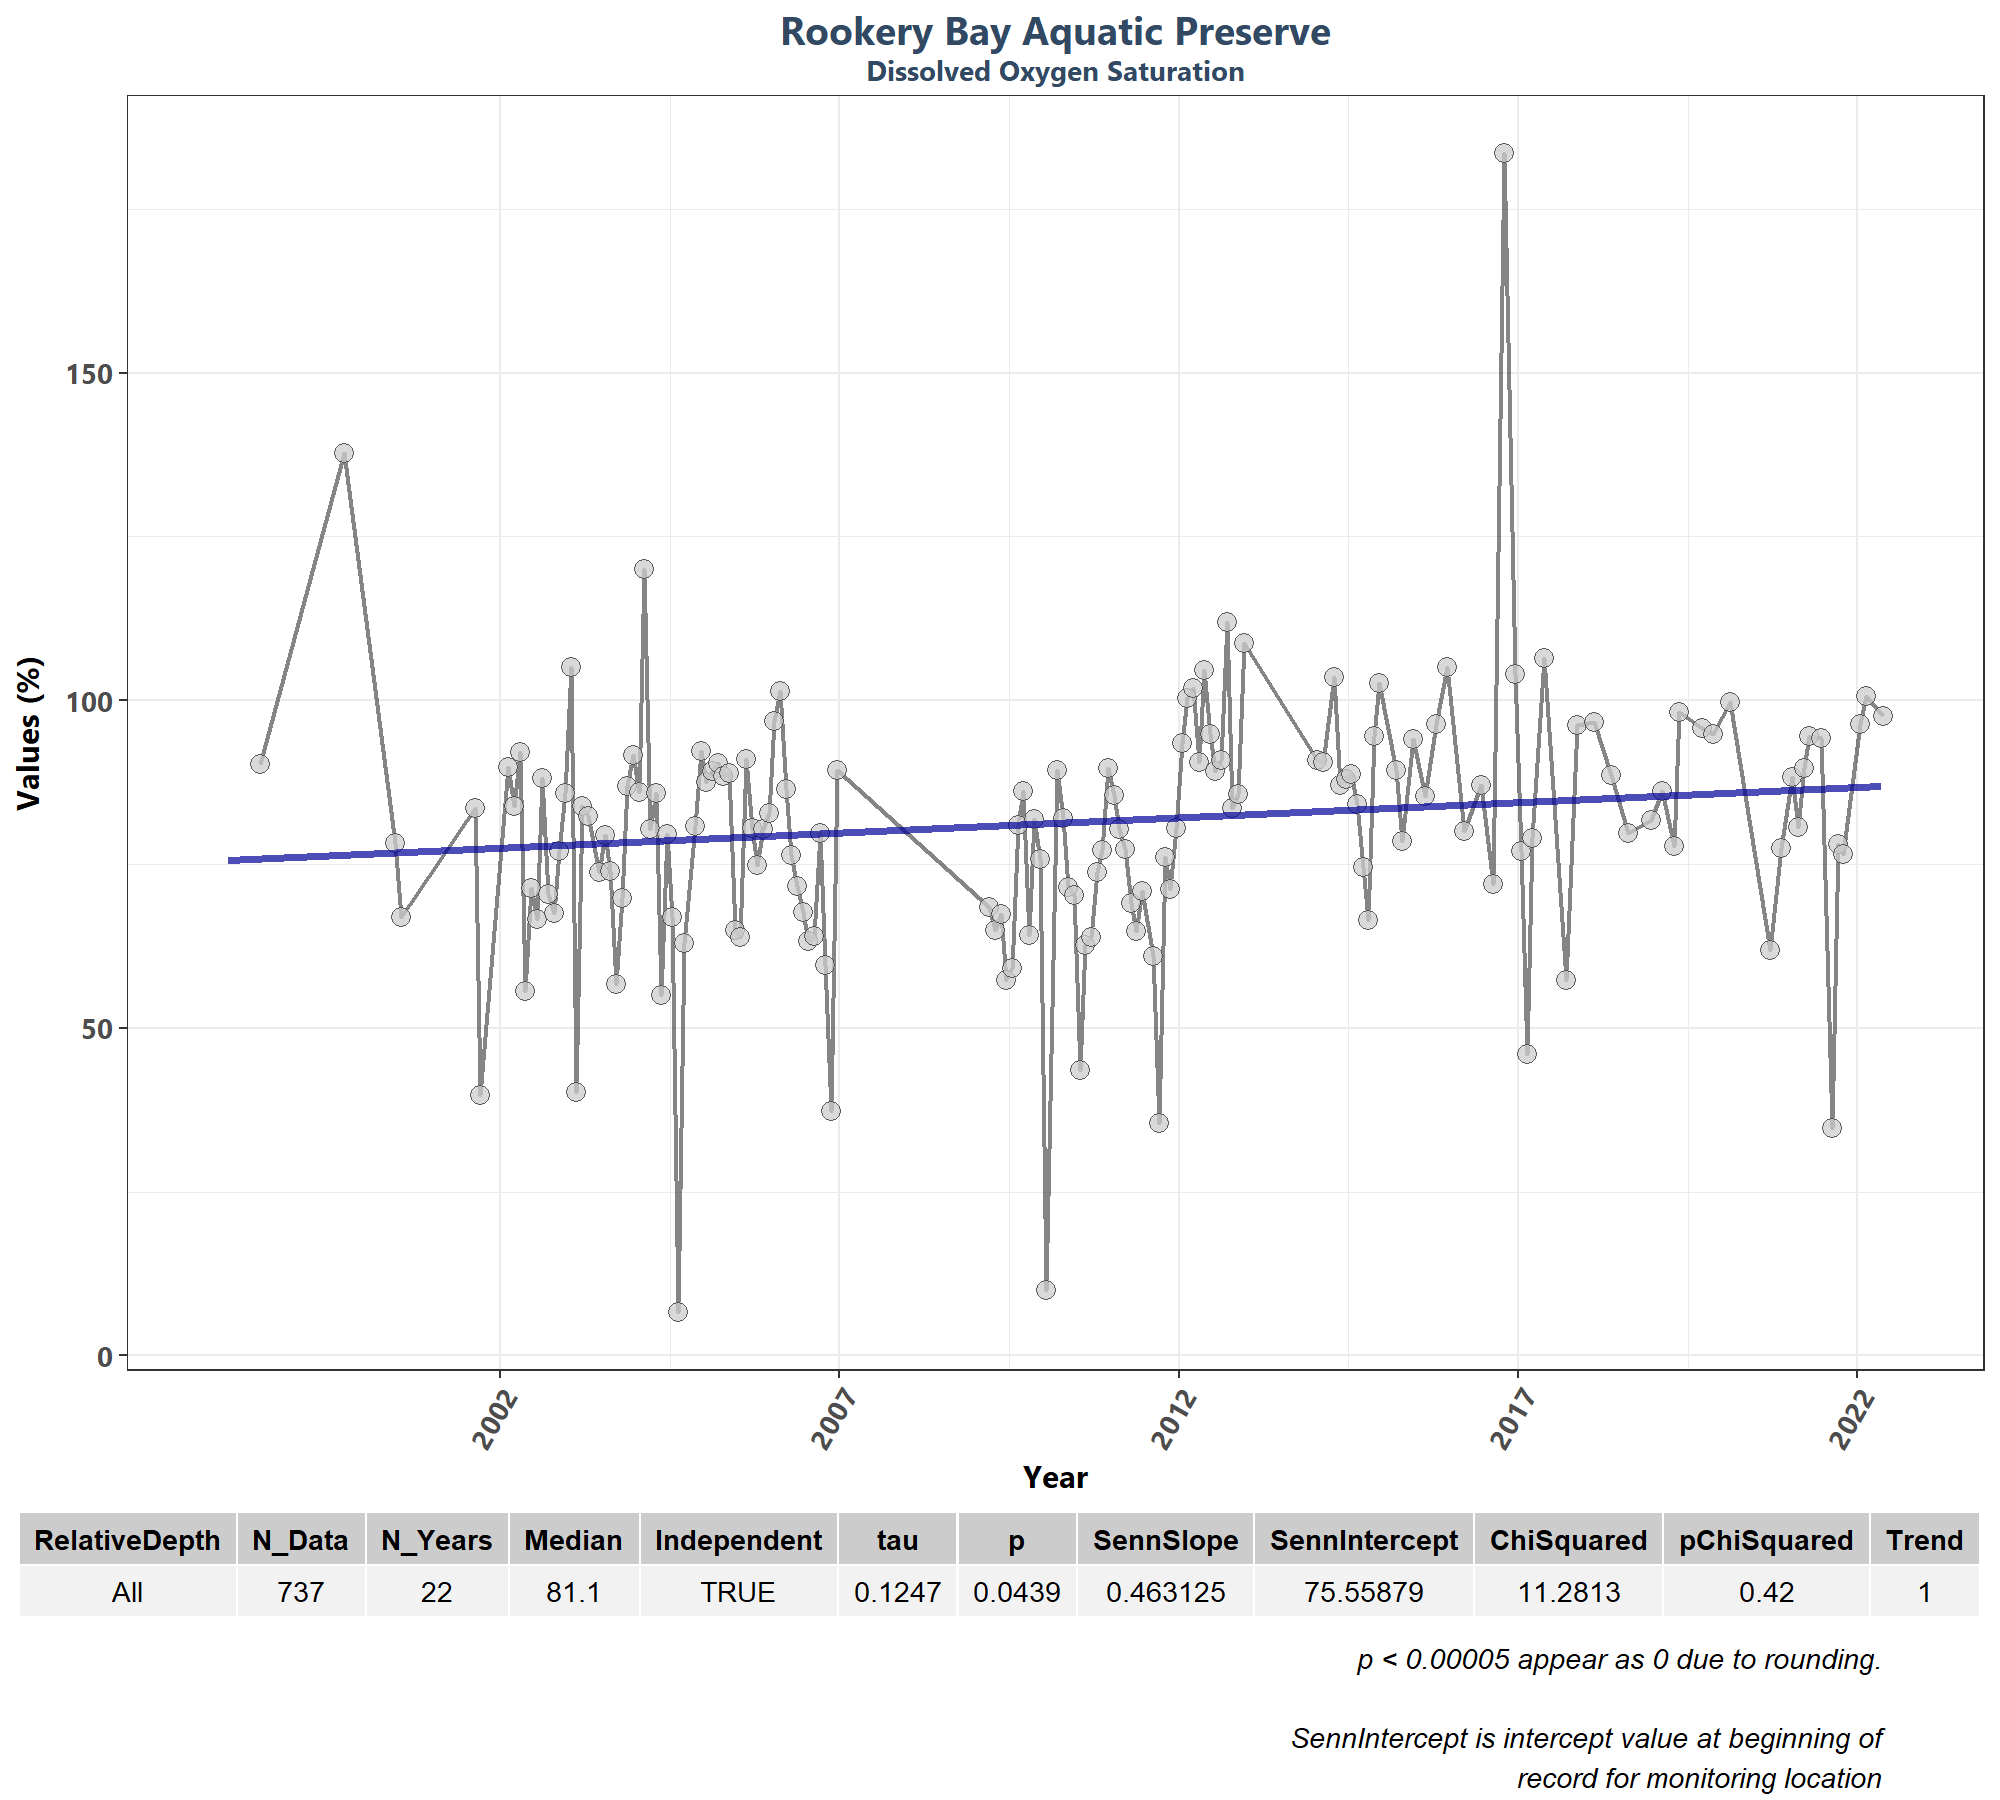 Rookery Bay Aquatic Preserve
Dissolved Oxygen Saturation
Values (%)
150
100
50
0
2002
2007
2012
2017
2022
Year
RelativeDepth N_Data N_Years Median Independent tau p SennSlope SennIntercept ChiSquared pChiSquared Trend
All 737 22 81.1 TRUE 0.1247 0.0439 0.463125 75.55879 11.2813 0.42 1
p < 0.00005 appear as 0 due to rounding.
SennIntercept is intercept value at beginning of
record for monitoring location